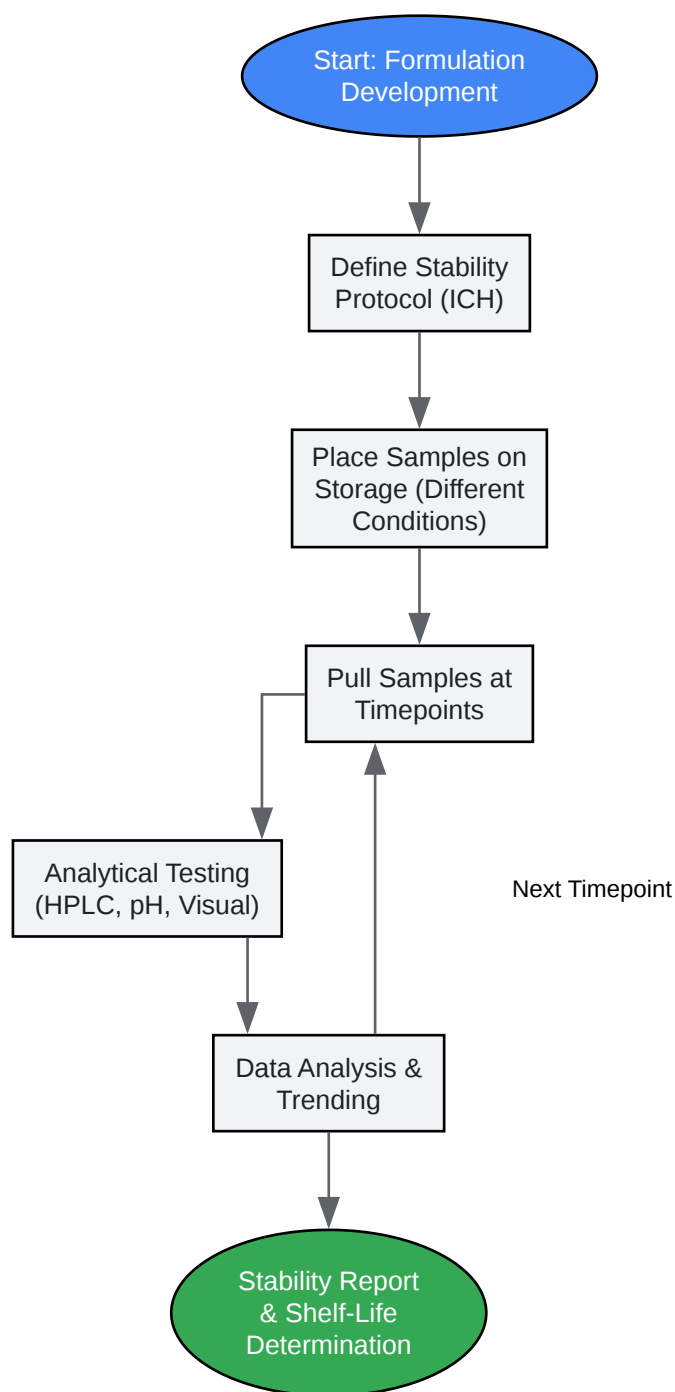 Start: Formulation
Development
Define Stability
Protocol (ICH)
Place Samples on
Storage (Different
Conditions)
Pull Samples at
Timepoints
Analytical Testing
(HPLC, pH, Visual)
Next Timepoint
Data Analysis &
Trending
Stability Report
& Shelf-Life
Determination